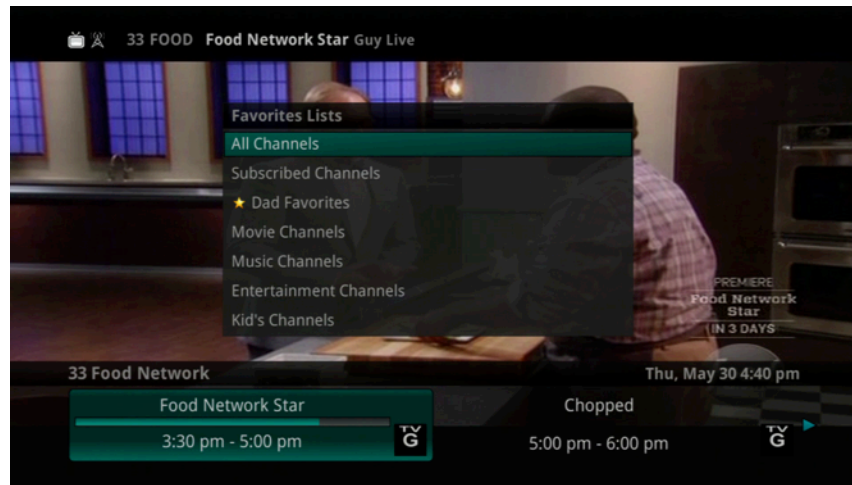 33 FOOD Food Network Star Guy Live
Favorites Lists
All Channels
Subscribed Channels
Dad Favorites
Movie Channels
Music Channels
Entertainment Channels
Kid's Channels
PREMIERE
Food Network
Star
IN 3 DAYS
33 Food Network
Thu, May 30 4:40 pm
Food Network Star
3:30 pm - 5:00 pm
TV
G
Chopped
5:00 pm - 6:00 pm
TV
G